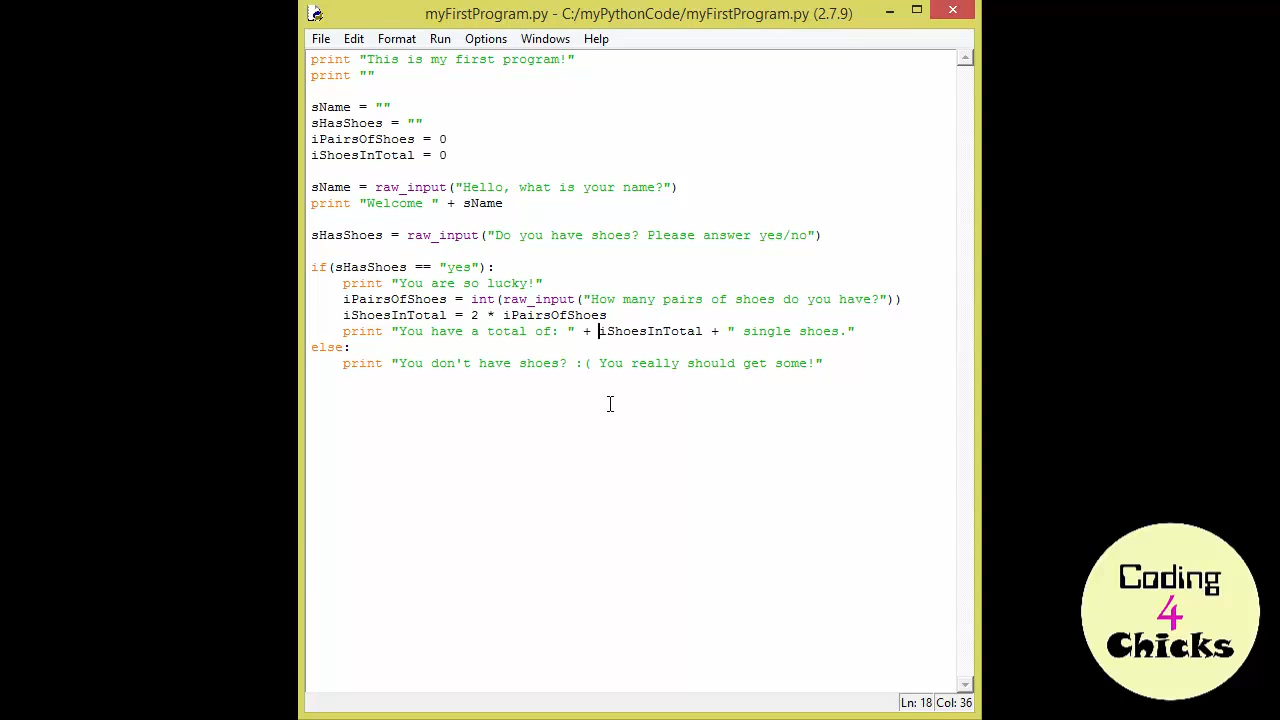 myFirstProgram.py - C:/myPythonCode/myFirstProgram.py (2.7.9)
File Edit Format Run Options Windows Help
print "This is my first program!"
print ""
sName = ""
sHasShoes = ""
iPairsOfShoes = 0
iShoesInTotal = 0
sName = raw_input("Hello, what is your name?")
print "Welcome " + sName
sHasShoes = raw_input("Do you have shoes? Please answer yes/no")
if(sHasShoes == "yes"):
    print "You are so lucky!"
    iPairsOfShoes = int(raw_input("How many pairs of shoes do you have?"))
    iShoesInTotal = 2 * iPairsOfShoes
    print "You have a total of: " + iShoesInTotal + " single shoes."
else:
    print "You don't have shoes? :( You really should get some!"
Coding
4
Chicks
Ln: 18 Col: 36